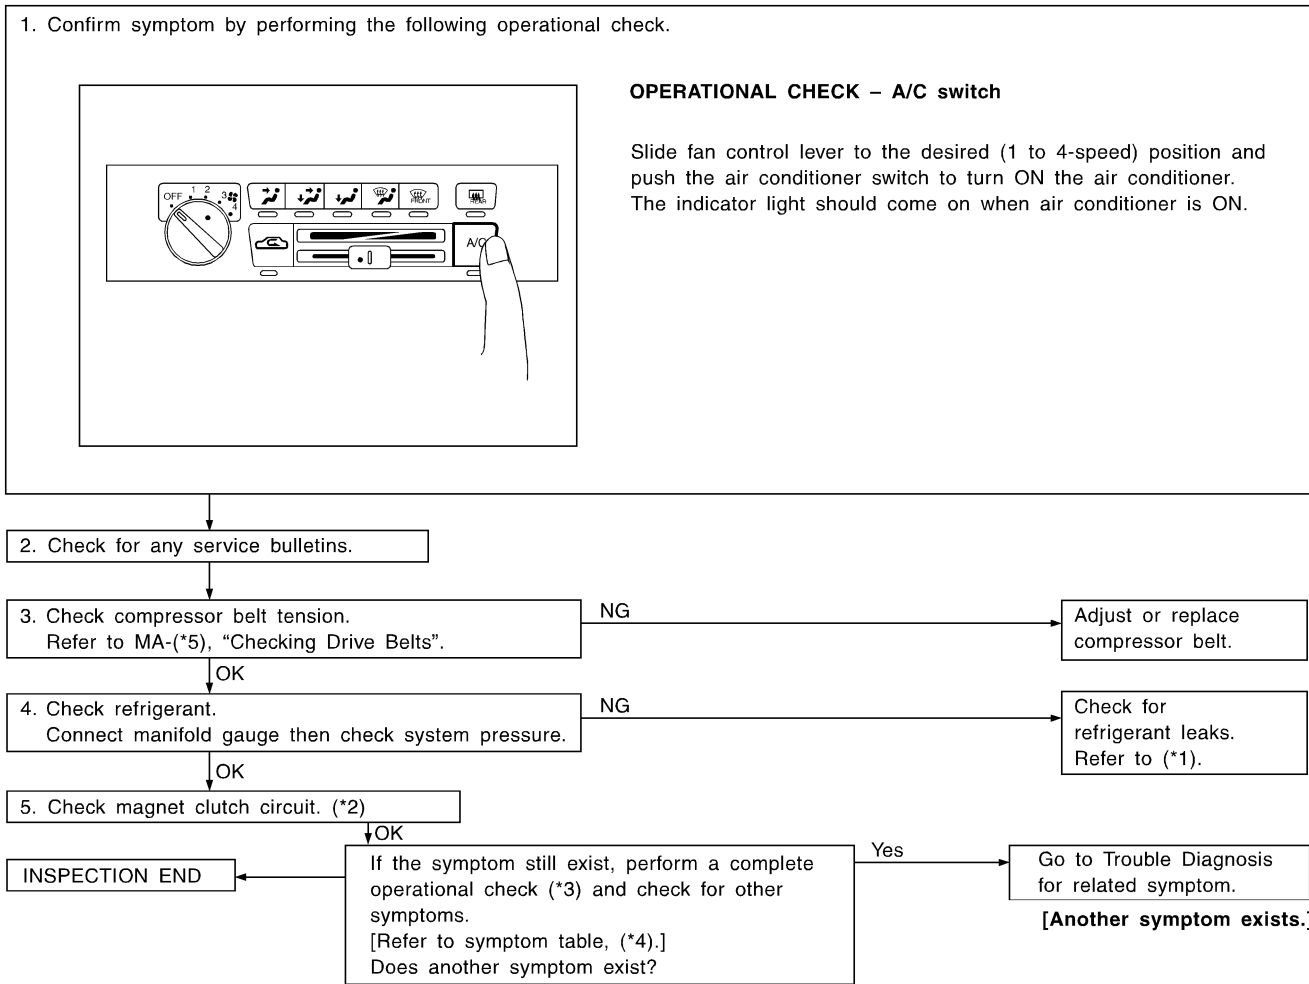 1. Confirm symptom by performing the following operational check.
OPERATIONAL CHECK – A/C switch
Slide fan control lever to the desired (1 to 4-speed) position and
push the air conditioner switch to turn ON the air conditioner.
The indicator light should come on when air conditioner is ON.
OFF 1 2 3 4
FRONT
REAR
A/C
2. Check for any service bulletins.
3. Check compressor belt tension.
Refer to MA-(*5), “Checking Drive Belts”.
NG
Adjust or replace
compressor belt.
OK
4. Check refrigerant.
Connect manifold gauge then check system pressure.
NG
Check for
refrigerant leaks.
Refer to (*1).
OK
5. Check magnet clutch circuit. (*2)
OK
INSPECTION END
If the symptom still exist, perform a complete
operational check (*3) and check for other
symptoms.
[Refer to symptom table, (*4).]
Does another symptom exist?
Yes
Go to Trouble Diagnosis
for related symptom.
[Another symptom exists.]